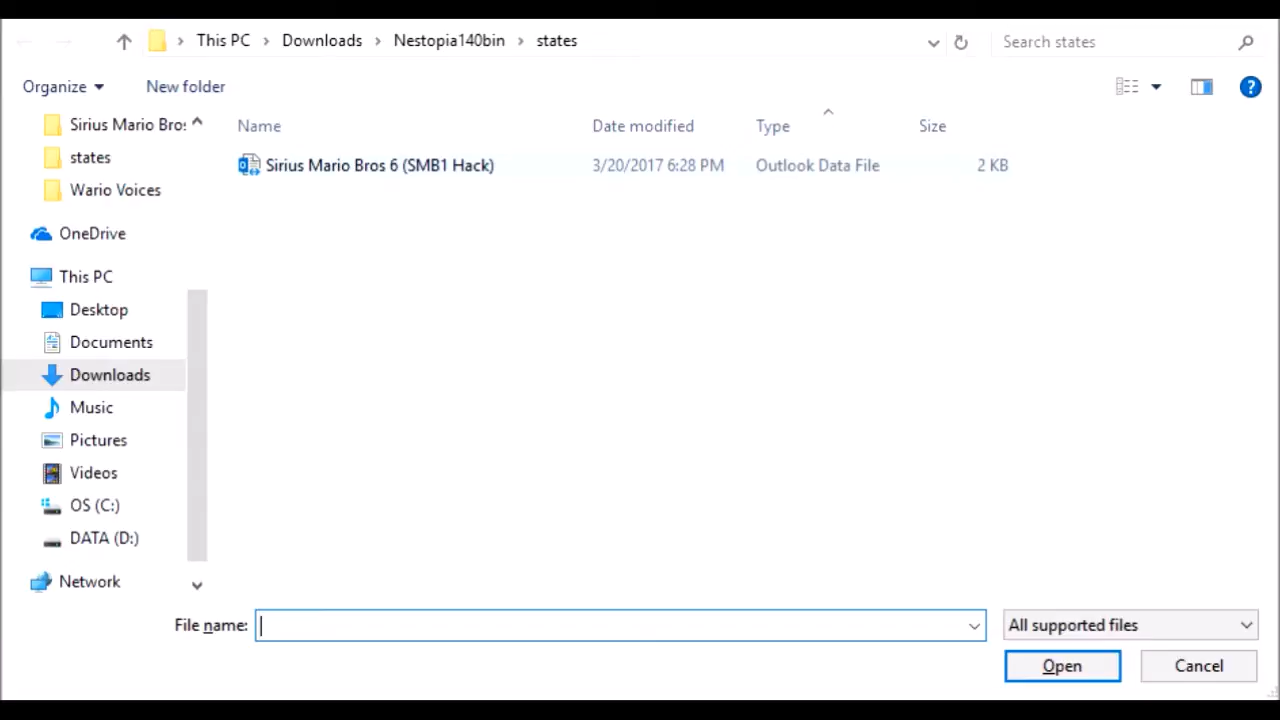 This PC > Downloads > Nestopia140bin > states
Search states
Organize
New folder
?
Name
Date modified
Type
Size
Sirius Mario Bros 6 (SMB1 Hack)
3/20/2017 6:28 PM
Outlook Data File
2 KB
Sirius Mario Bros
states
Wario Voices
OneDrive
This PC
Desktop
Documents
Downloads
Music
Pictures
Videos
OS (C:)
DATA (D:)
Network
File name:
All supported files
Open
Cancel